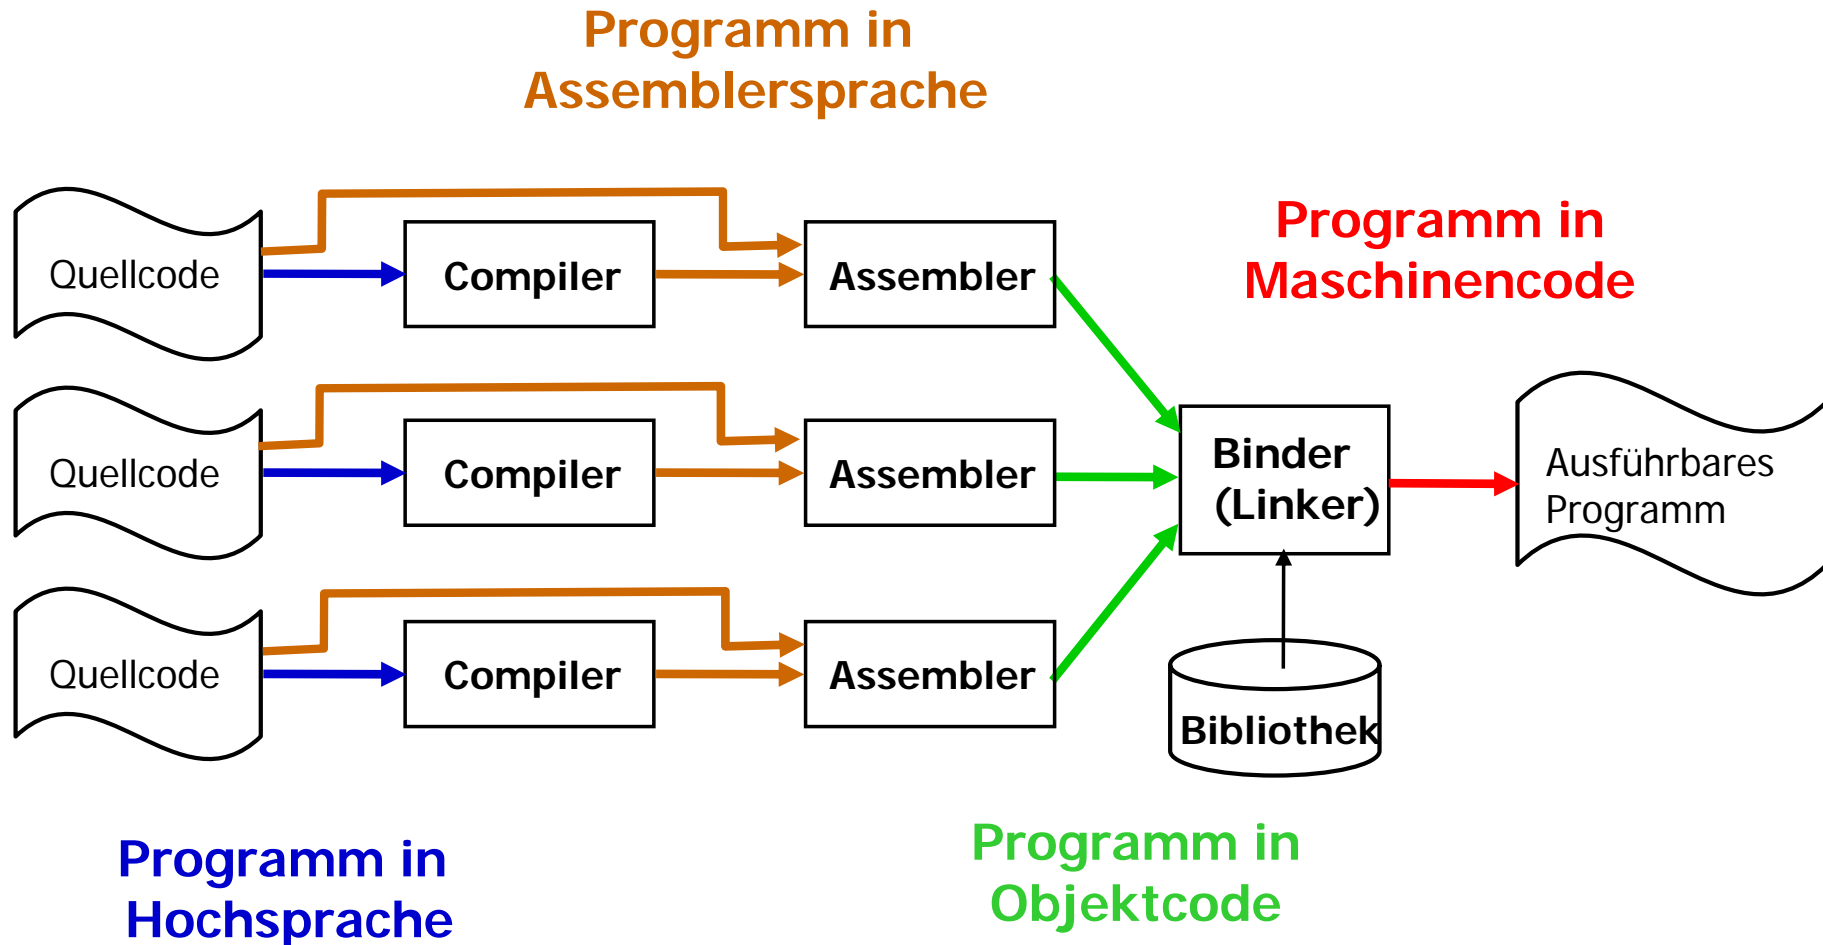 Programm in
Assemblersprache
Programm in
Maschinencode
Quellcode
Compiler
Assembler
Quellcode
Compiler
Assembler
Binder
(Linker)
Ausführbares
Programm
Quellcode
Compiler
Assembler
Bibliothek
Programm in
Hochsprache
Programm in
Objektcode